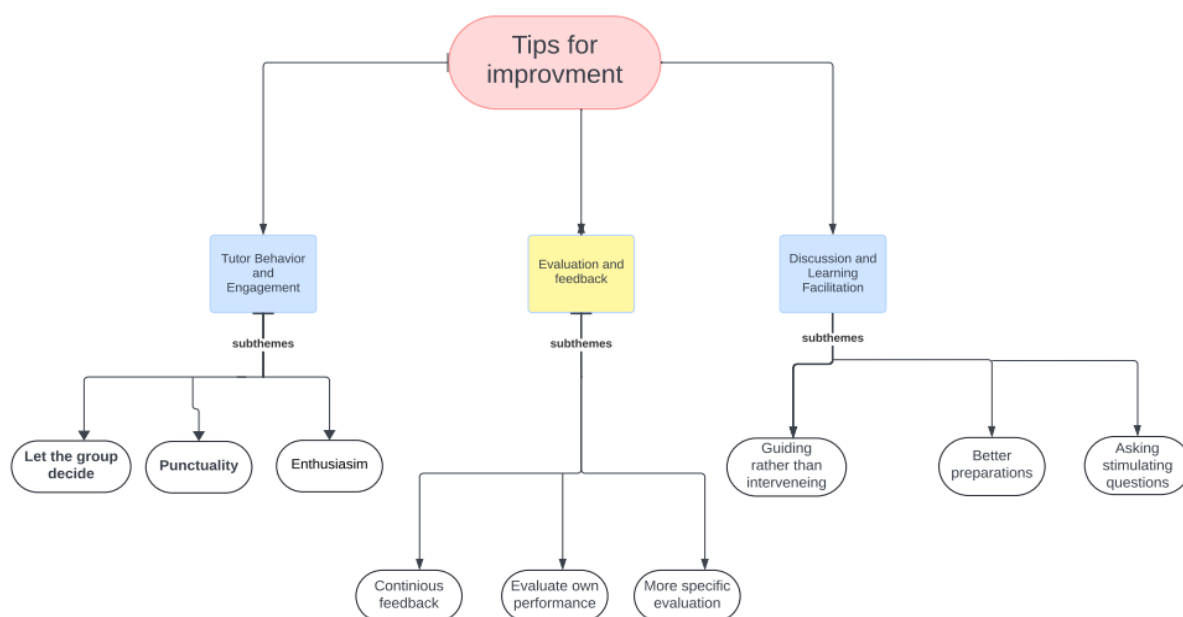 Tips for
improvment
Tutor Behavior
and
Engagement
Evaluation and
feedback
Discussion and
Learning
Facilitation
subthemes
subthemes
subthemes
Let the group
decide
Punctuality
Enthusiasim
Guiding
rather than
interveneing
Better
preparations
Asking
stimulating
questions
Continious
feedback
Evaluate own
performance
More specific
evaluation